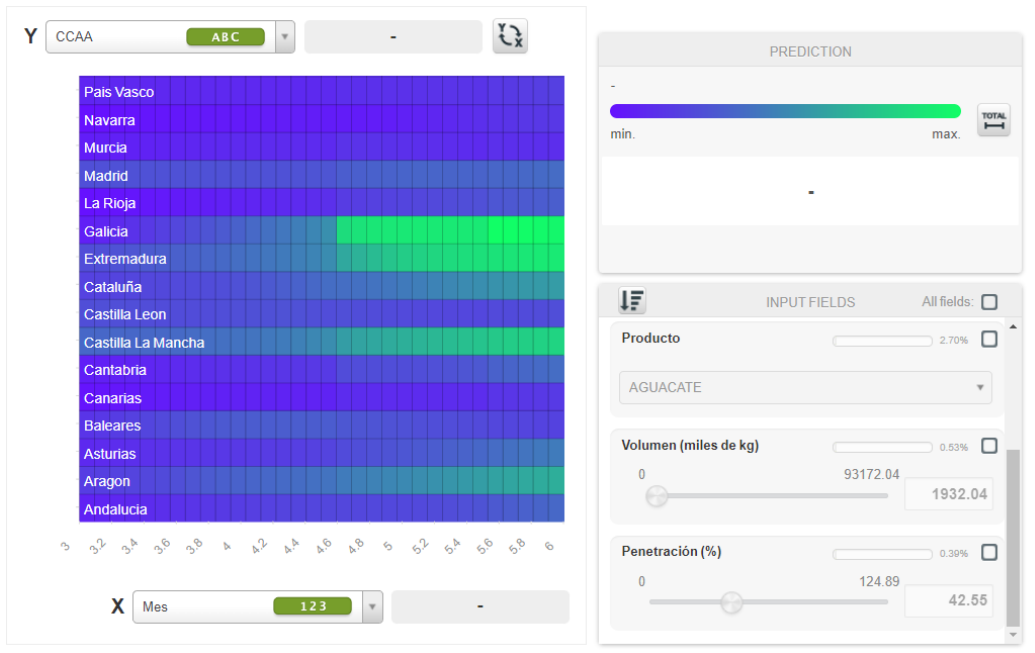 Y CCAA ABC - Y X
País Vasco
Navarra
Murcia
Madrid
La Rioja
Galicia
Extremadura
Cataluña
Castilla Leon
Castilla La Mancha
Cantabria
Canarias
Baleares
Asturias
Aragon
Andalucia
3 3.2 3.4 3.6 3.8 4 4.2 4.4 4.6 4.8 5 5.2 5.4 5.6 5.8 6
X Mes 123 -
PREDICTION
-
TOTAL
min. max.
-
INPUT FIELDS All fields:
Producto 2.70%
AGUACATE
Volumen (miles de kg) 0.53%
0 93172.04
1932.04
Penetración (%) 0.39%
0 124.89
42.55